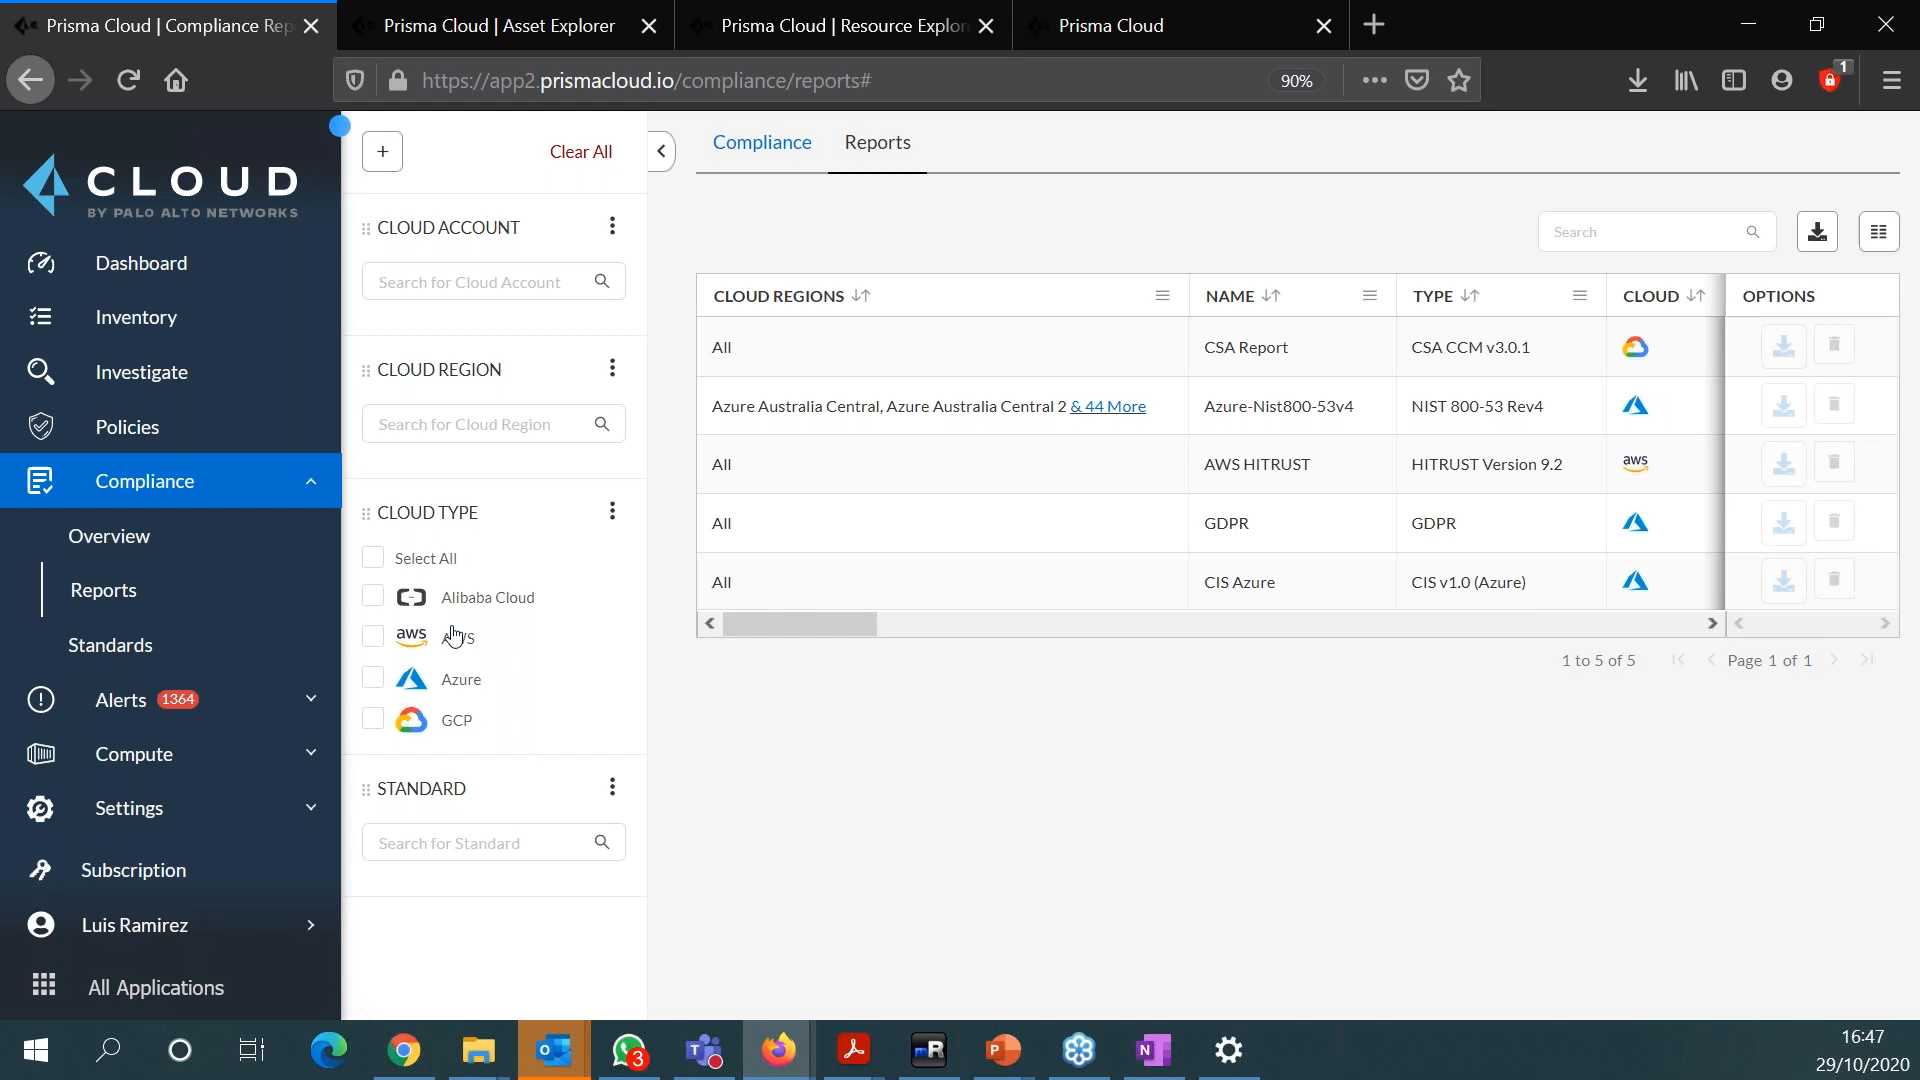 Prisma Cloud | Compliance Rep
Prisma Cloud | Asset Explorer
Prisma Cloud | Resource Explor
Prisma Cloud
https://app2.prismacloud.io/compliance/reports#
90%
1
CLOUD
BY PALO ALTO NETWORKS
Dashboard
Inventory
Investigate
Policies
Compliance
Overview
Reports
Standards
Alerts 1364
Compute
Settings
Subscription
Luis Ramirez
All Applications
+
Clear All
CLOUD ACCOUNT
Search for Cloud Account
CLOUD REGION
Search for Cloud Region
CLOUD TYPE
Select All
Alibaba Cloud
aws AWS
Azure
GCP
STANDARD
Search for Standard
Compliance Reports
Search
CLOUD REGIONS NAME TYPE CLOUD OPTIONS
All CSA Report CSA CCM v3.0.1
Azure Australia Central, Azure Australia Central 2 & 44 More Azure-Nist800-53v4 NIST 800-53 Rev4
All AWS HITRUST HITRUST Version 9.2 aws
All GDPR GDPR
All CIS Azure CIS v1.0 (Azure)
1 to 5 of 5 Page 1 of 1
3
mR
16:47
29/10/2020